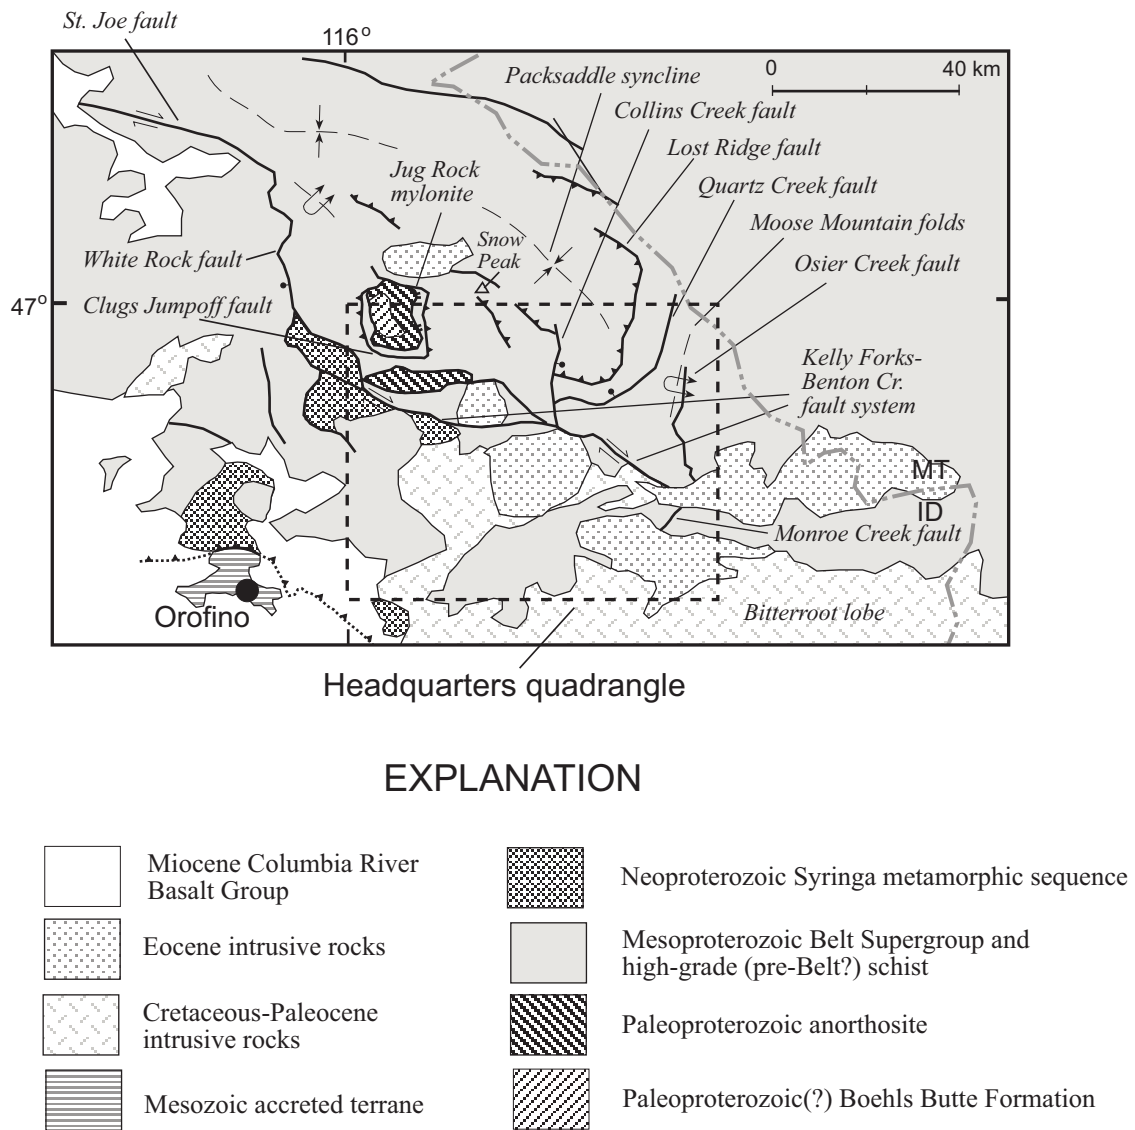 St. Joe fault
116°
0
40 km
Packsaddle syncline
Collins Creek fault
Lost Ridge fault
Jug Rock
mylonite
Quartz Creek fault
Moose Mountain folds
Snow
Peak
White Rock fault
Osier Creek fault
47°
Clugs Jumpoff fault
Kelly Forks-
Benton Cr.
fault system
MT
ID
Monroe Creek fault
Orofino
Bitterroot lobe
Headquarters quadrangle
EXPLANATION
Miocene Columbia River
Basalt Group
Eocene intrusive rocks
Cretaceous-Paleocene
intrusive rocks
Mesozoic accreted terrane
Neoproterozoic Syringa metamorphic sequence
Mesoproterozoic Belt Supergroup and
high-grade (pre-Belt?) schist
Paleoproterozoic anorthosite
Paleoproterozoic(?) Boehls Butte Formation